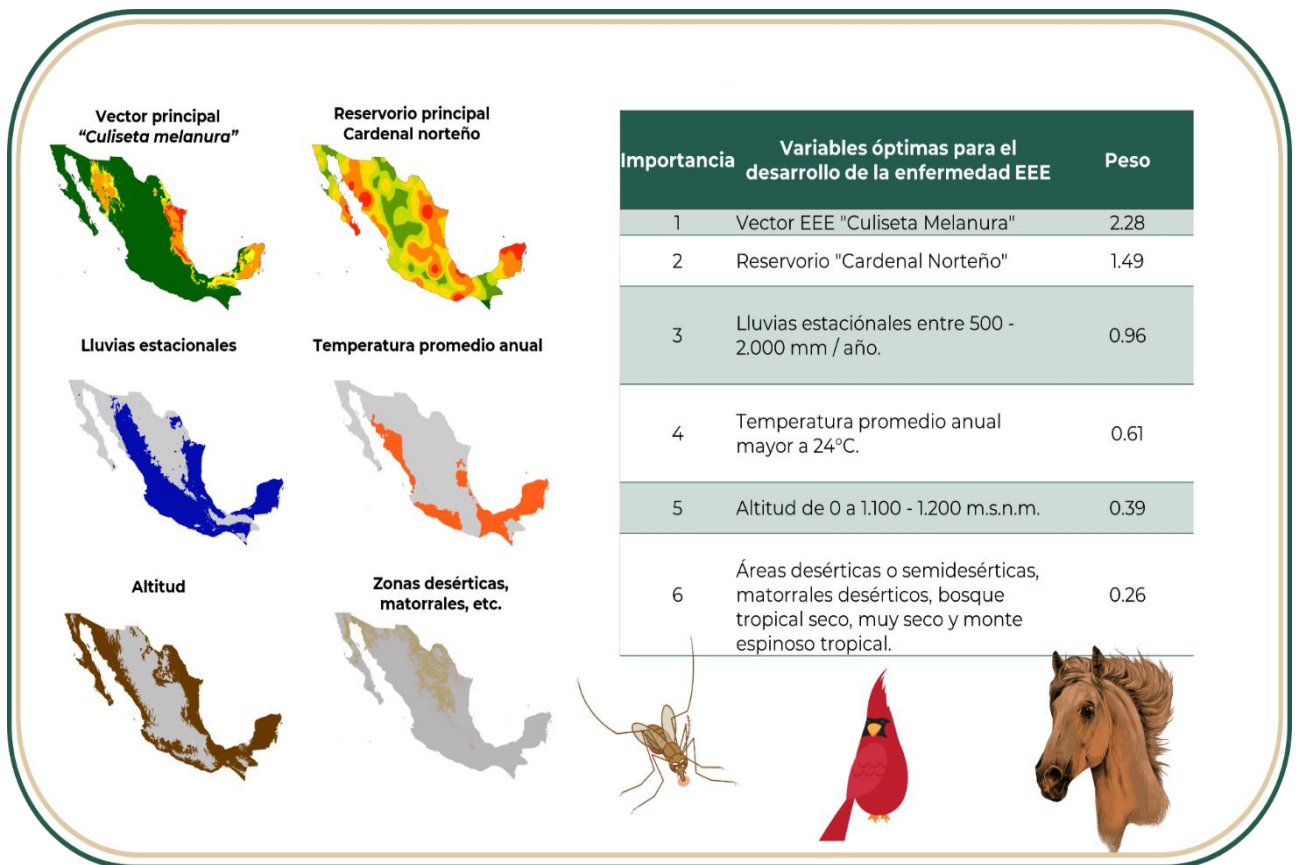 Vector principal
“Culiseta melanura”
Reservorio principal
Cardenal norteño
Lluvias estacionales
Temperatura promedio anual
Altitud
Zonas desérticas,
matorrales, etc.
Importancia
Variables óptimas para el
desarrollo de la enfermedad EEE
Peso
1
Vector EEE "Culiseta Melanura"
2.28
2
Reservorio "Cardenal Norteño"
1.49
3
Lluvias estaciónales entre 500 -
2.000 mm / año.
0.96
4
Temperatura promedio anual
mayor a 24°C.
0.61
5
Altitud de 0 a 1.100 - 1.200 m.s.n.m.
0.39
6
Áreas desérticas o semidesérticas,
matorrales desérticos, bosque
tropical seco, muy seco y monte
espinoso tropical.
0.26